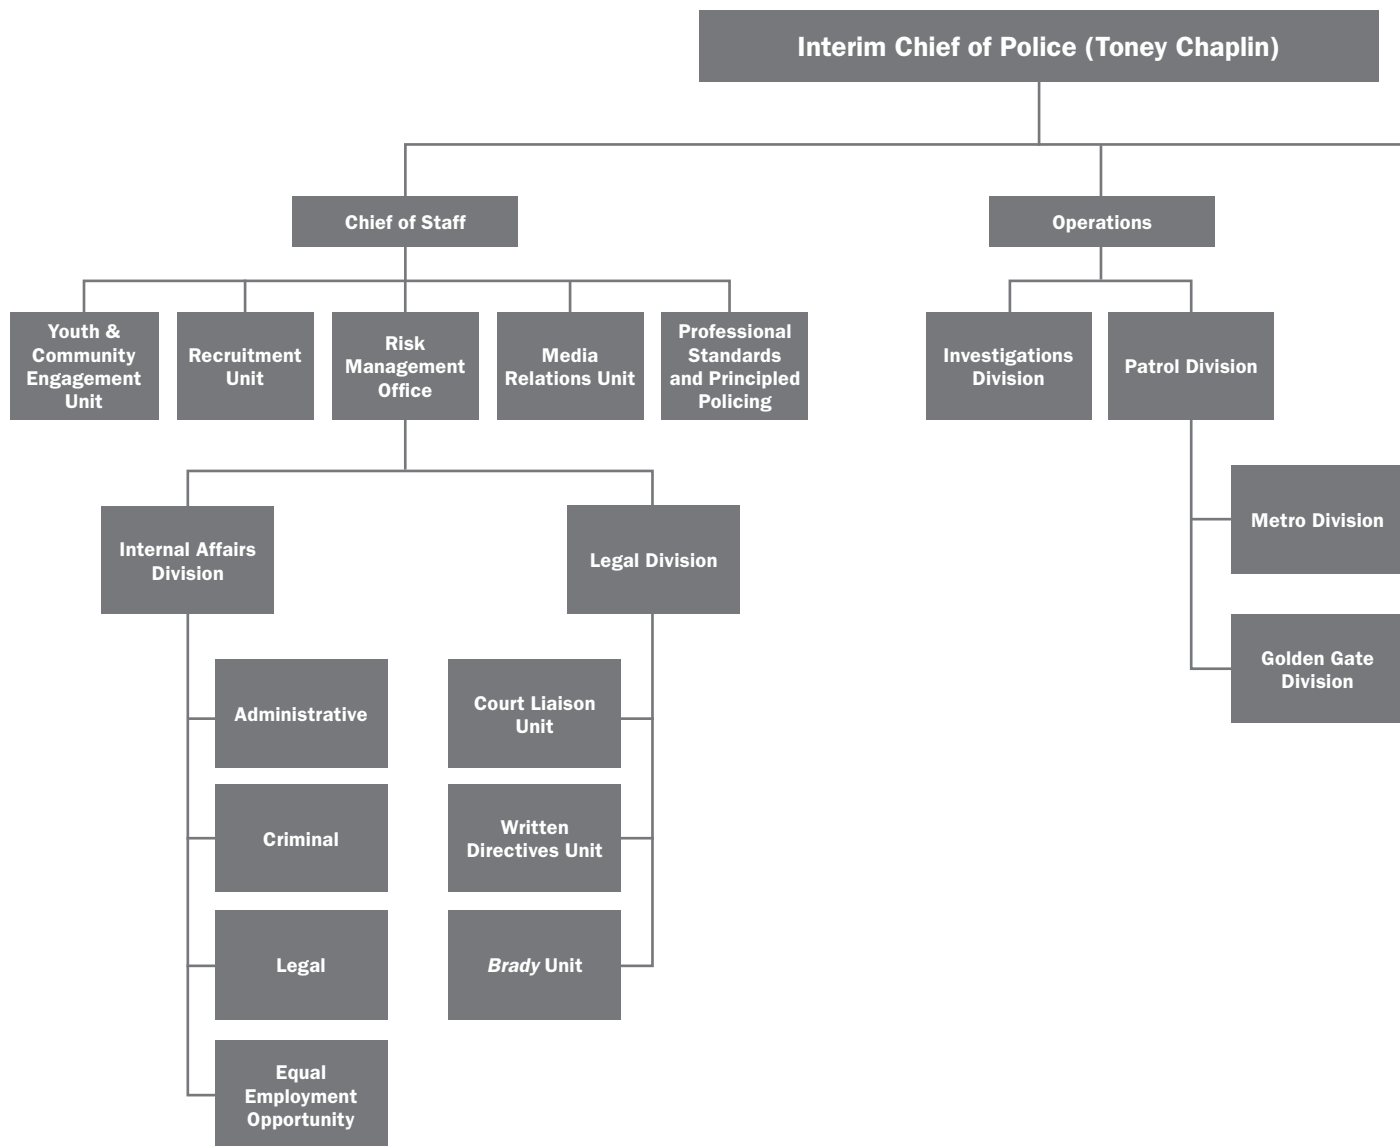 Interim Chief of Police (Toney Chaplin)
Chief of Staff
Operations
Youth &
Community
Engagement
Unit
Recruitment
Unit
Risk
Management
Office
Media
Relations Unit
Professional
Standards
and Principled
Policing
Investigations
Division
Patrol Division
Metro Division
Golden Gate
Division
Internal Affairs
Division
Legal Division
Administrative
Criminal
Legal
Equal
Employment
Opportunity
Court Liaison
Unit
Written
Directives Unit
Brady Unit